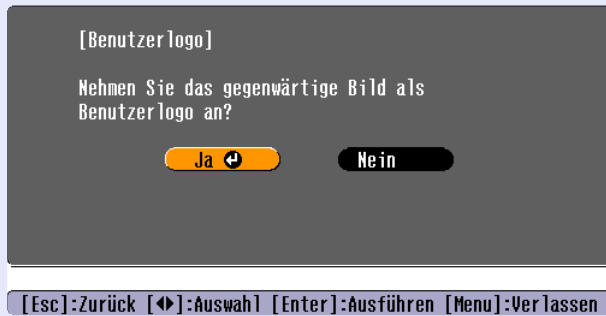 [Benutzerlogo]
Nehmen Sie das gegenwärtige Bild als
Benutzerlogo an?
Ja Nein
[Esc]:Zurück [◆]:Auswahl [Enter]:Ausführen [Menu]:Verlassen